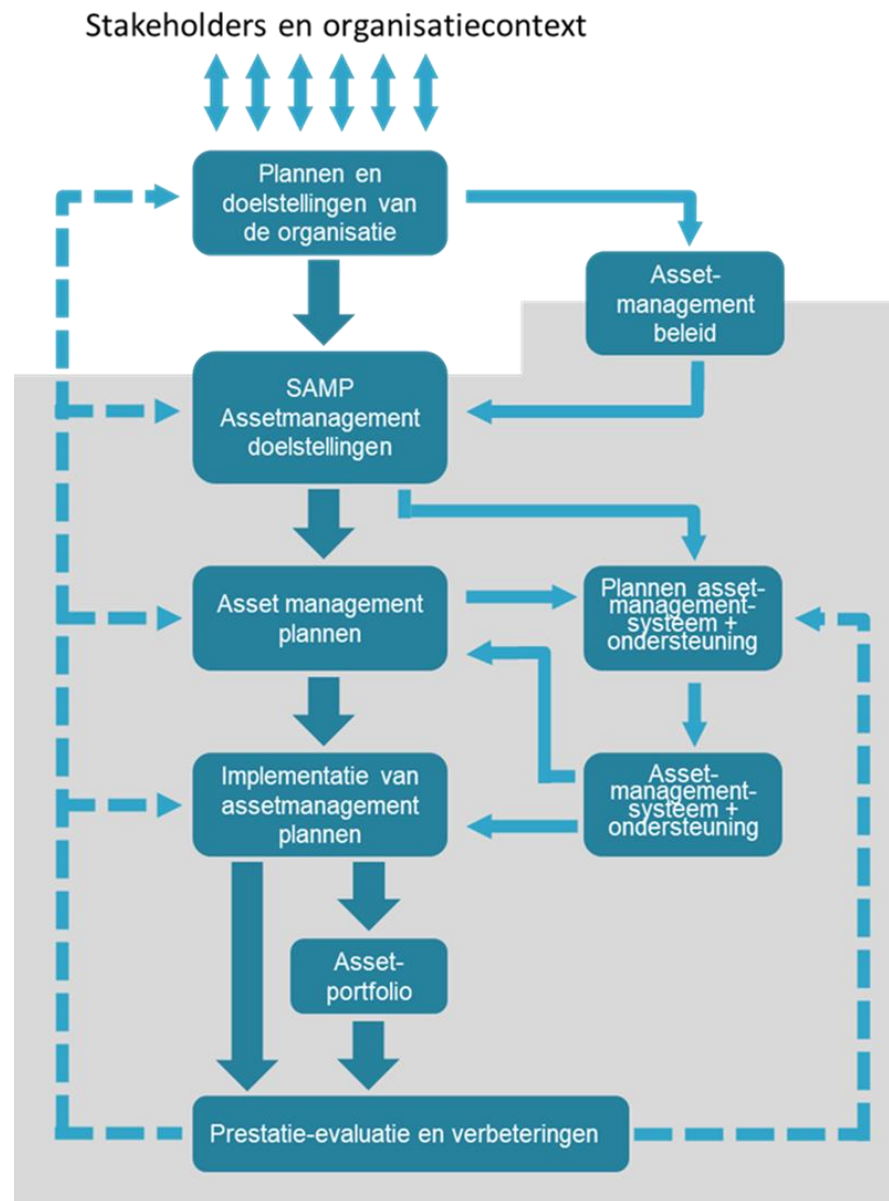 Stakeholders en organisatiecontext
Plannen en
doelstellingen van
de organisatie
Asset-
management
beleid
SAMP
Assetmanagement
doelstellingen
Asset management
plannen
Plannen asset-
management-
systeem +
ondersteuning
Implementatie van
assetmanagement
plannen
Asset-
management-
systeem +
ondersteuning
Asset-
portfolio
Prestatie-evaluatie en verbeteringen